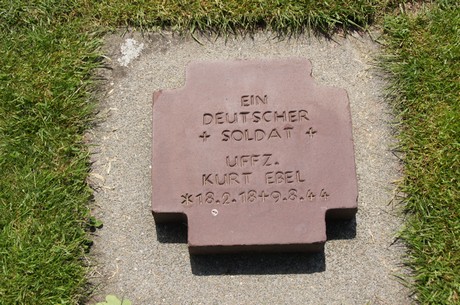 EIN
DEUTSCHER
+ SOLDAT +
UFFZ.
KURT EBEL
*18.2.18+9.8.44